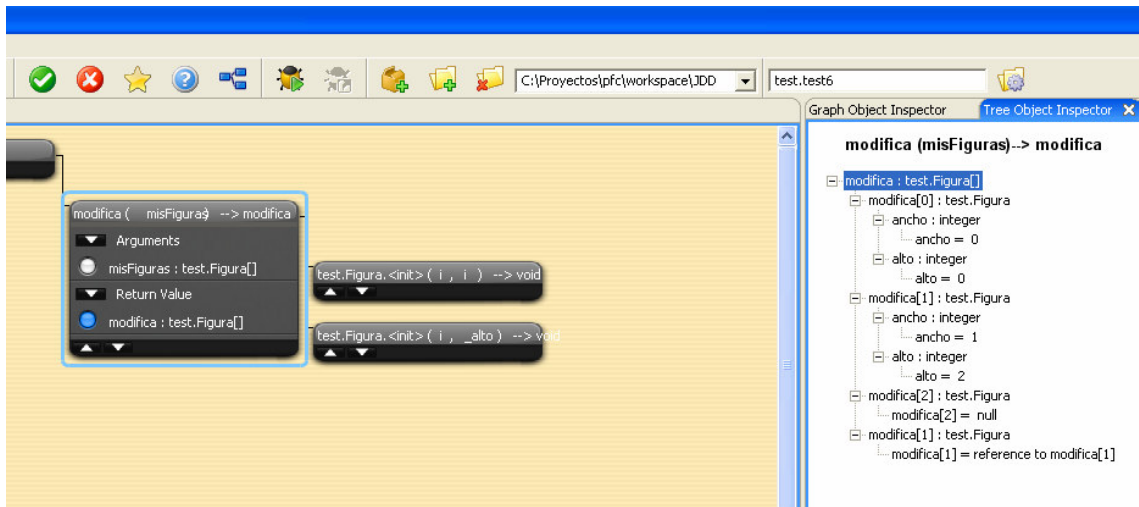 C:\Proyectos\pfc\workspace\JDD
test.test6
Graph Object Inspector
Tree Object Inspector
modifica ( misFiguras) --> modifica
Arguments
misFiguras : test.Figura[]
Return Value
modifica : test.Figura[]
test.Figura.<init> ( i , i ) --> void
test.Figura.<init> ( i , _alto ) --> void
modifica (misFiguras)--> modifica
modifica : test.Figura[]
modifica[0] : test.Figura
ancho : integer
ancho = 0
alto : integer
alto = 0
modifica[1] : test.Figura
ancho : integer
ancho = 1
alto : integer
alto = 2
modifica[2] : test.Figura
modifica[2] = null
modifica[1] : test.Figura
modifica[1] = reference to modifica[1]